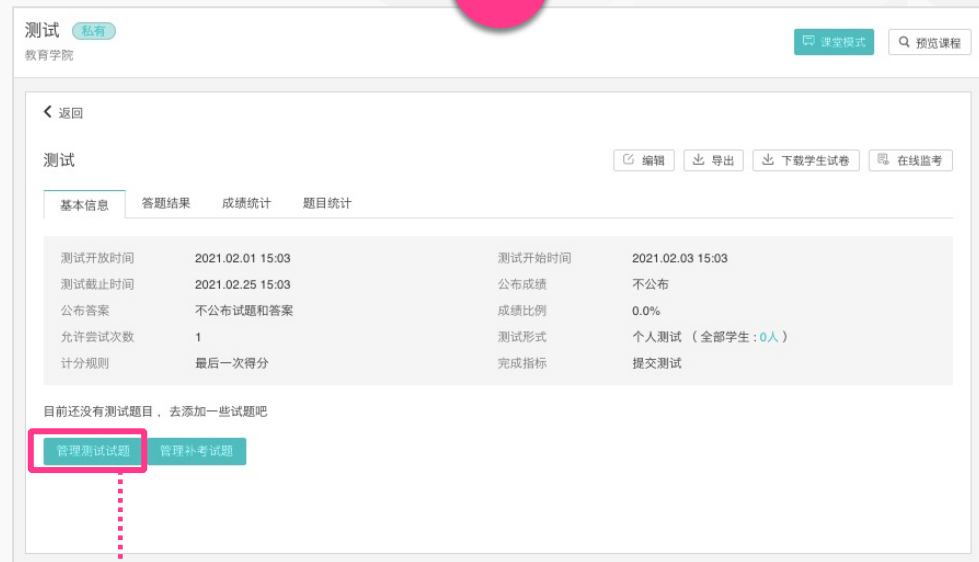 测试 私有
教育学院
课堂模式 预览课程
返回
测试
编辑 导出 下载学生试卷 在线监考
基本信息 答题结果 成绩统计 题目统计
测试开放时间 2021.02.01 15:03 测试开始时间 2021.02.03 15:03
测试截止时间 2021.02.25 15:03 公布成绩 不公布
公布答案 不公布试题和答案 成绩比例 0.0%
允许尝试次数 1 测试形式 个人测试 （ 全部学生 : 0人 ）
计分规则 最后一次得分 完成指标 提交测试
目前还没有测试题目 ，去添加一些试题吧
管理测试试题 管理补考试题